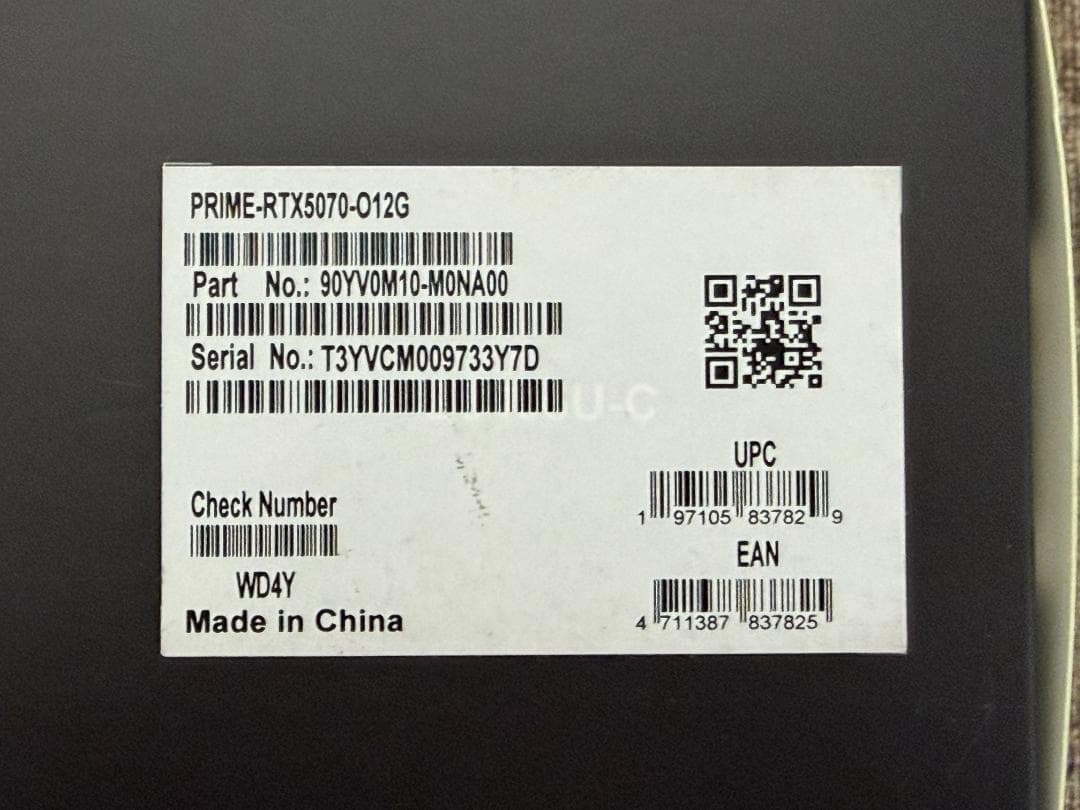 PRIME-RTX5070-O12G
Part No.: 90YV0M10-M0NA00
Serial No.: T3YVCM009733Y7D
Check Number
WD4Y
Made in China
UPC
1 97105 83782 9
EAN
4 711387 837825